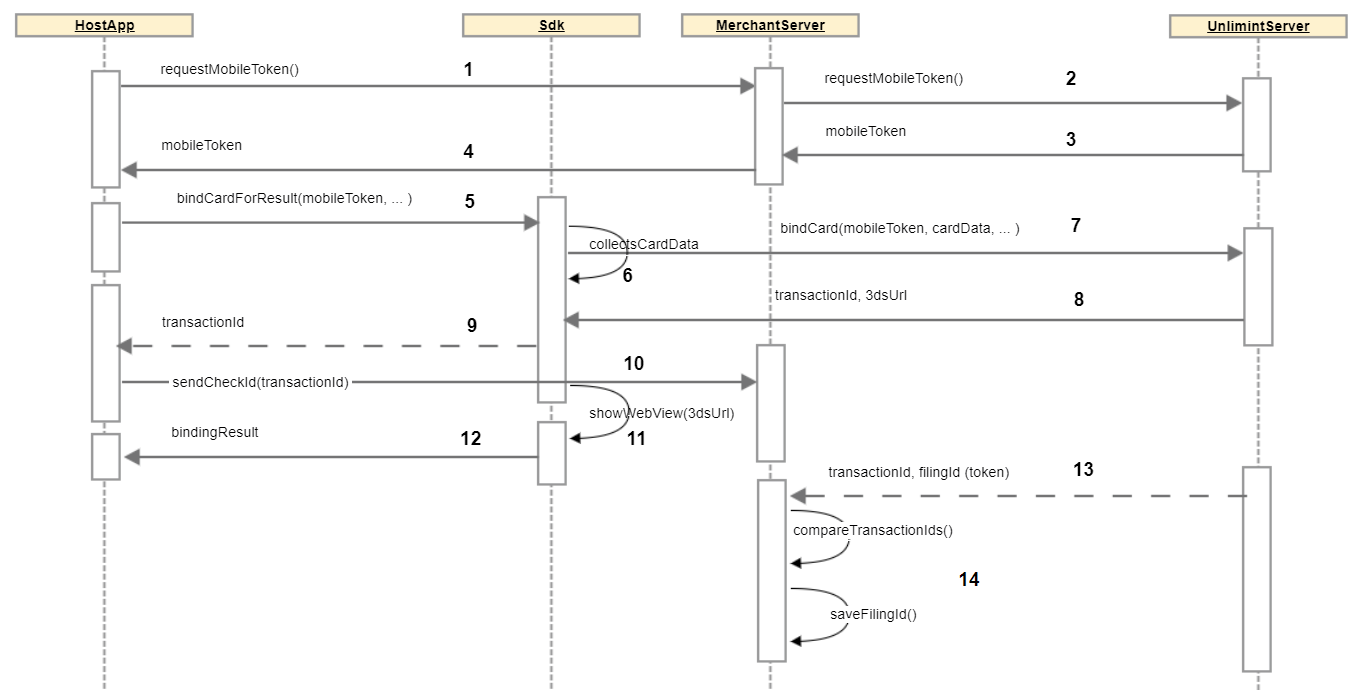 HostApp
Sdk
MerchantServer
UnlimintServer
requestMobileToken()
1
requestMobileToken()
2
mobileToken
3
mobileToken
4
bindCardForResult(mobileToken, ... )
5
collectsCardData
6
bindCard(mobileToken, cardData, ... )
7
transactionId, 3dsUrl
8
transactionId
9
10
sendCheckId(transactionId)
showWebView(3dsUrl)
11
bindingResult
12
transactionId, filingId (token)
13
compareTransactionIds()
14
saveFilingId()